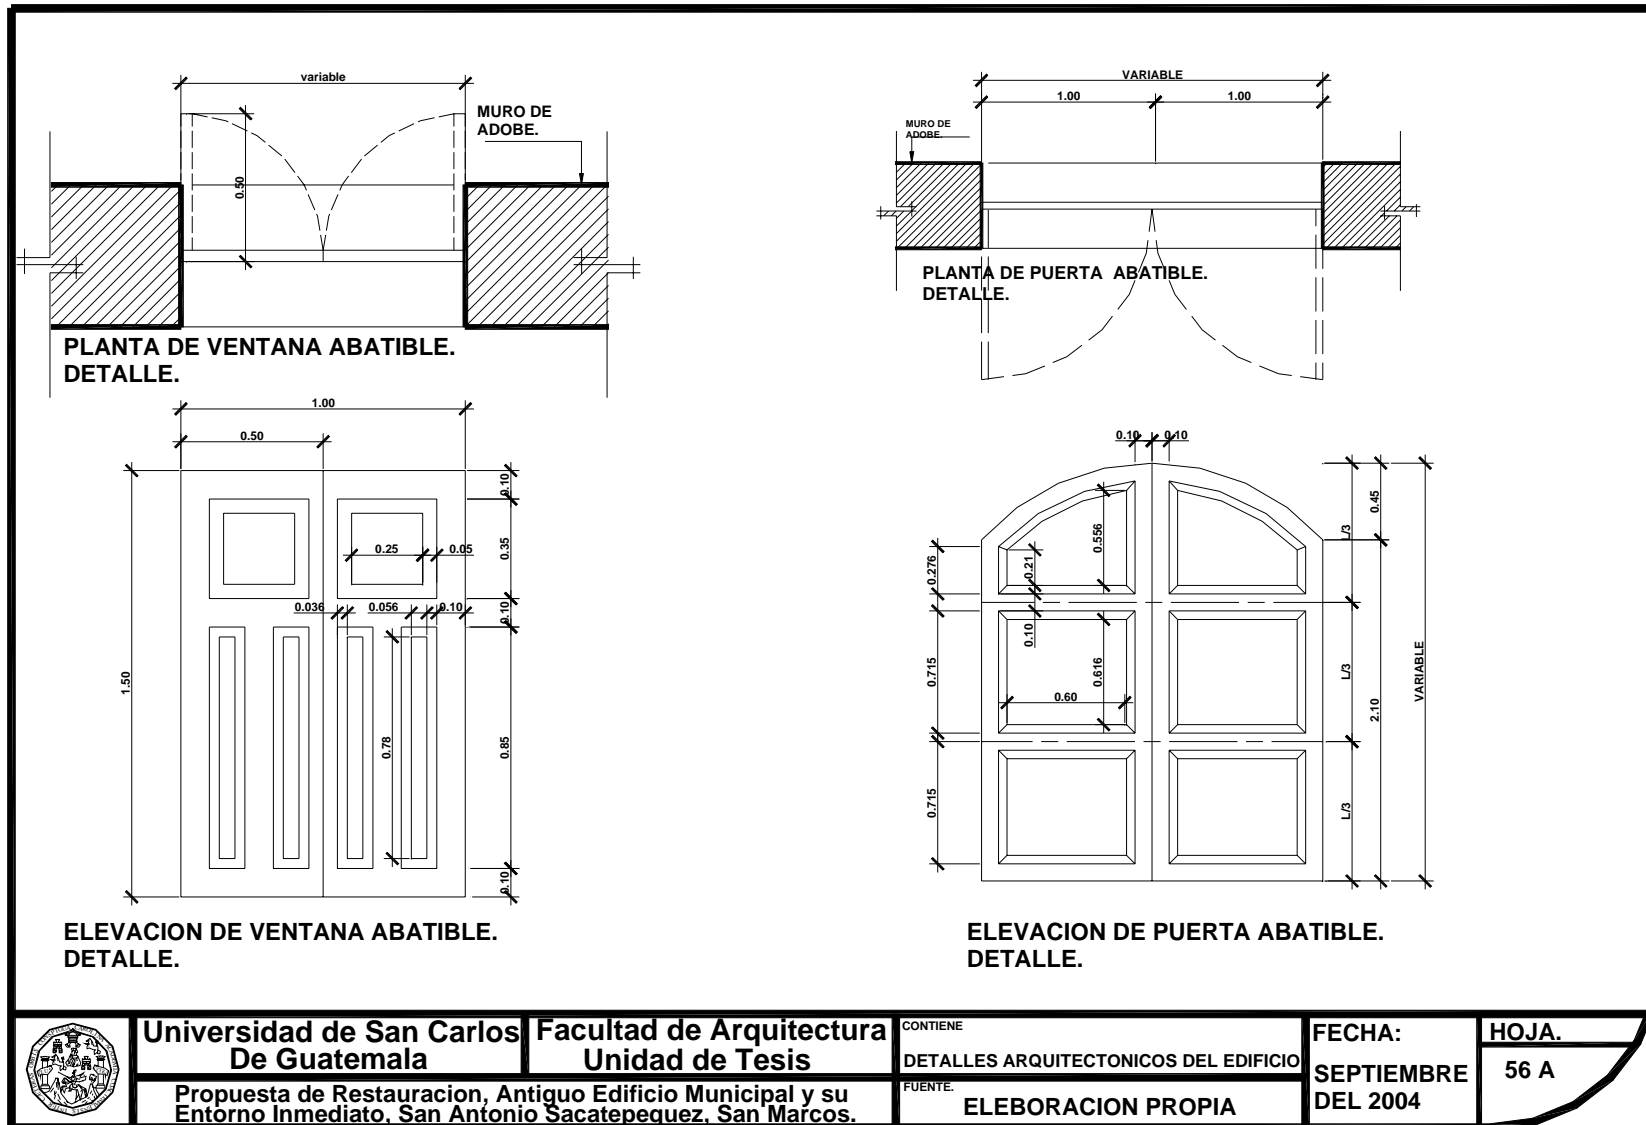 variable
0.50
MURO DE
ADOBE.
PLANTA DE VENTANA ABATIBLE.
DETALLE.
VARIABLE
1.00
1.00
MURO DE
ADOBE.
PLANTA DE PUERTA ABATIBLE.
DETALLE.
1.00
0.50
1.50
0.10
0.35
0.25
0.05
0.10
0.036
0.056
0.10
0.78
0.85
0.10
ELEVACION DE VENTANA ABATIBLE.
DETALLE.
0.10
0.10
0.45
L/3
0.556
0.276
0.21
0.10
0.715
0.616
0.60
L/3
2.10
VARIABLE
0.715
L/3
ELEVACION DE PUERTA ABATIBLE.
DETALLE.
Universidad de San Carlos
De Guatemala
Facultad de Arquitectura
Unidad de Tesis
Propuesta de Restauracion, Antiguo Edificio Municipal y su
Entorno Inmediato, San Antonio Sacatepequez, San Marcos.
CONTIENE
DETALLES ARQUITECTONICOS DEL EDIFICIO
FUENTE.
ELEBORACION PROPIA
FECHA:
SEPTIEMBRE
DEL 2004
HOJA.
56 A